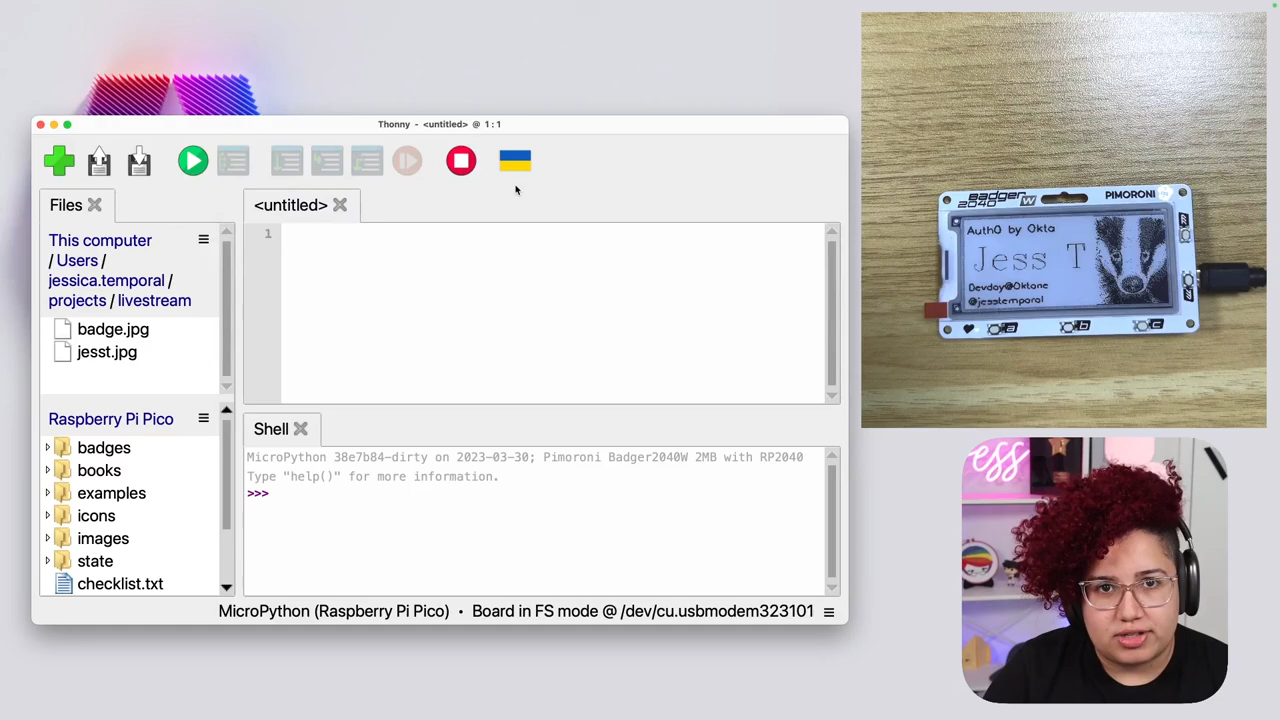 Thonny - <untitled> @ 1:1
Files
<untitled>
This computer
/ Users /
jessica.temporal /
projects / livestream
badge.jpg
jesst.jpg
1
Raspberry Pi Pico
badges
books
examples
icons
images
state
checklist.txt
Shell
MicroPython 38e7b84-dirty on 2023-03-30; Pimoroni Badger2040W 2MB with RP2040
Type "help()" for more information.
>>>
MicroPython (Raspberry Pi Pico) • Board in FS mode @ /dev/cu.usbmodem323101
badger
2040 W
PIMORONI
Auth0 by Okta
Jess T
Devday@Oktane
@jesstemporal
a
b
c
ess